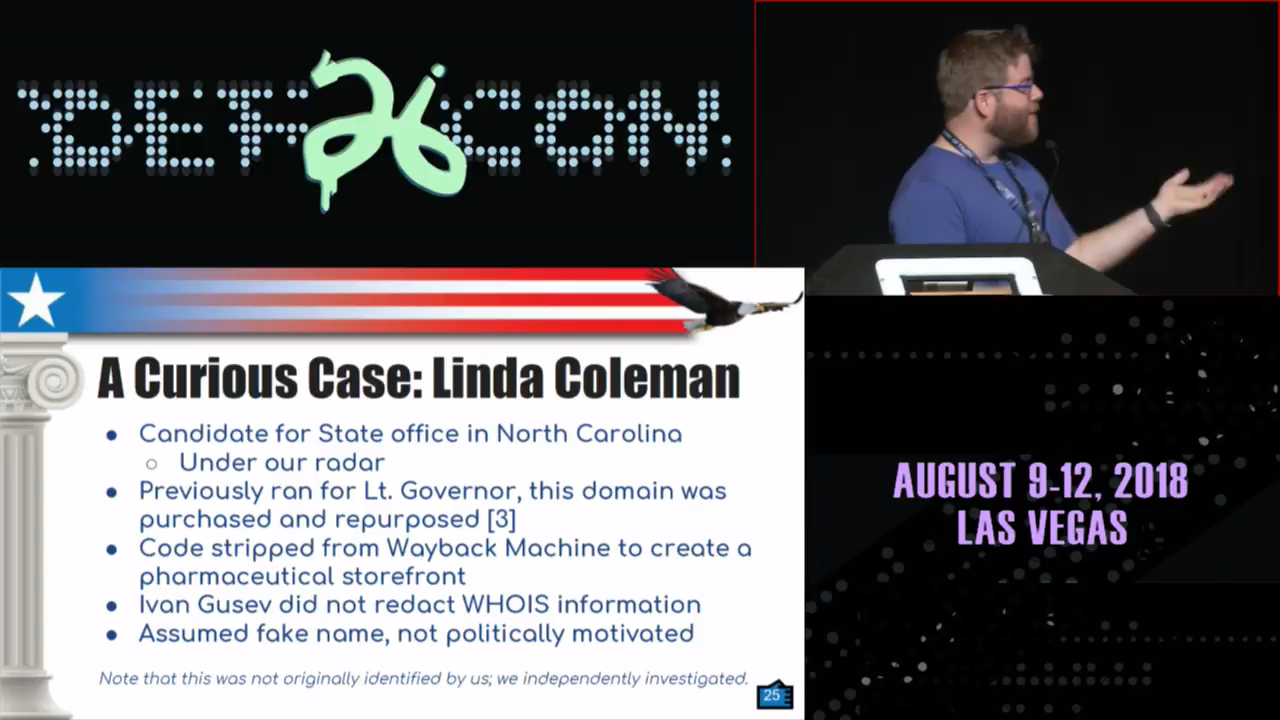 DEF 26 CON
A Curious Case: Linda Coleman
● Candidate for State office in North Carolina
○ Under our radar
● Previously ran for Lt. Governor, this domain was
purchased and repurposed [3]
● Code stripped from Wayback Machine to create a
pharmaceutical storefront
● Ivan Gusev did not redact WHOIS information
● Assumed fake name, not politically motivated
Note that this was not originally identified by us; we independently investigated.
25
AUGUST 9-12, 2018
LAS VEGAS